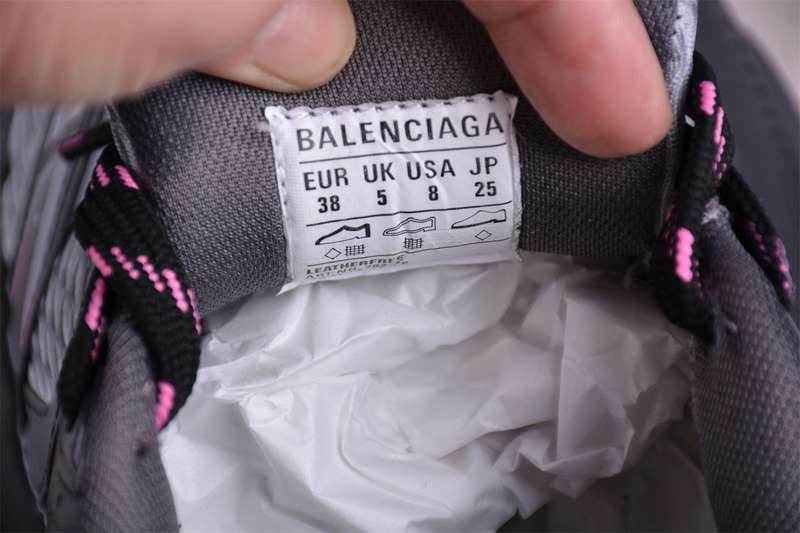 BALENCIAGA
EUR UK USA JP
38 5 8 25
LEATHERFREE